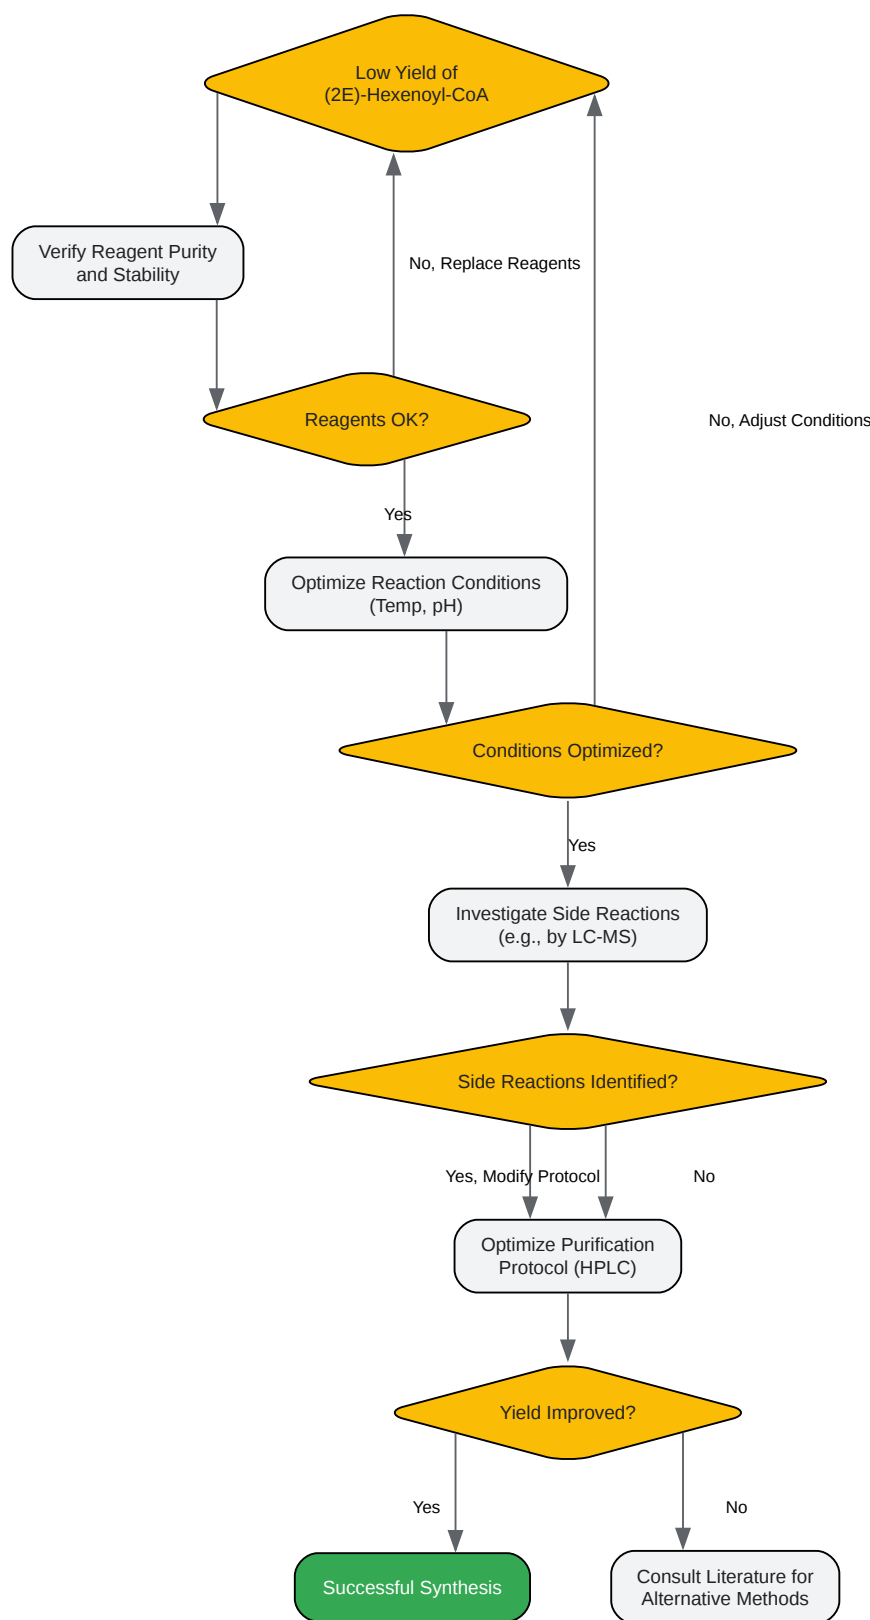 Low Yield of
(2E)-Hexenoyl-CoA
Verify Reagent Purity
and Stability
No, Replace Reagents
Reagents OK?
No, Adjust Conditions
Yes
Optimize Reaction Conditions
(Temp, pH)
Conditions Optimized?
Yes
Investigate Side Reactions
(e.g., by LC-MS)
Side Reactions Identified?
Yes, Modify Protocol
No
Optimize Purification
Protocol (HPLC)
Yield Improved?
Yes
No
Successful Synthesis
Consult Literature for
Alternative Methods